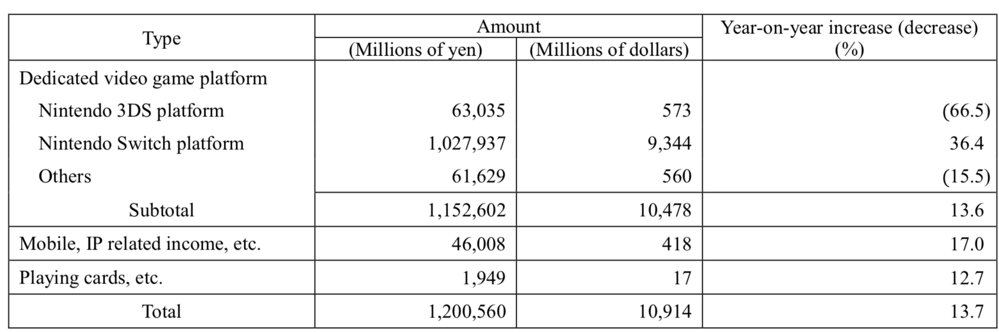 Type
Amount
Year-on-year increase (decrease)
(%)
(Millions of yen) (Millions of dollars)
Dedicated video game platform
Nintendo 3DS platform 63,035 573 (66.5)
Nintendo Switch platform 1,027,937 9,344 36.4
Others 61,629 560 (15.5)
Subtotal 1,152,602 10,478 13.6
Mobile, IP related income, etc. 46,008 418 17.0
Playing cards, etc. 1,949 17 12.7
Total 1,200,560 10,914 13.7